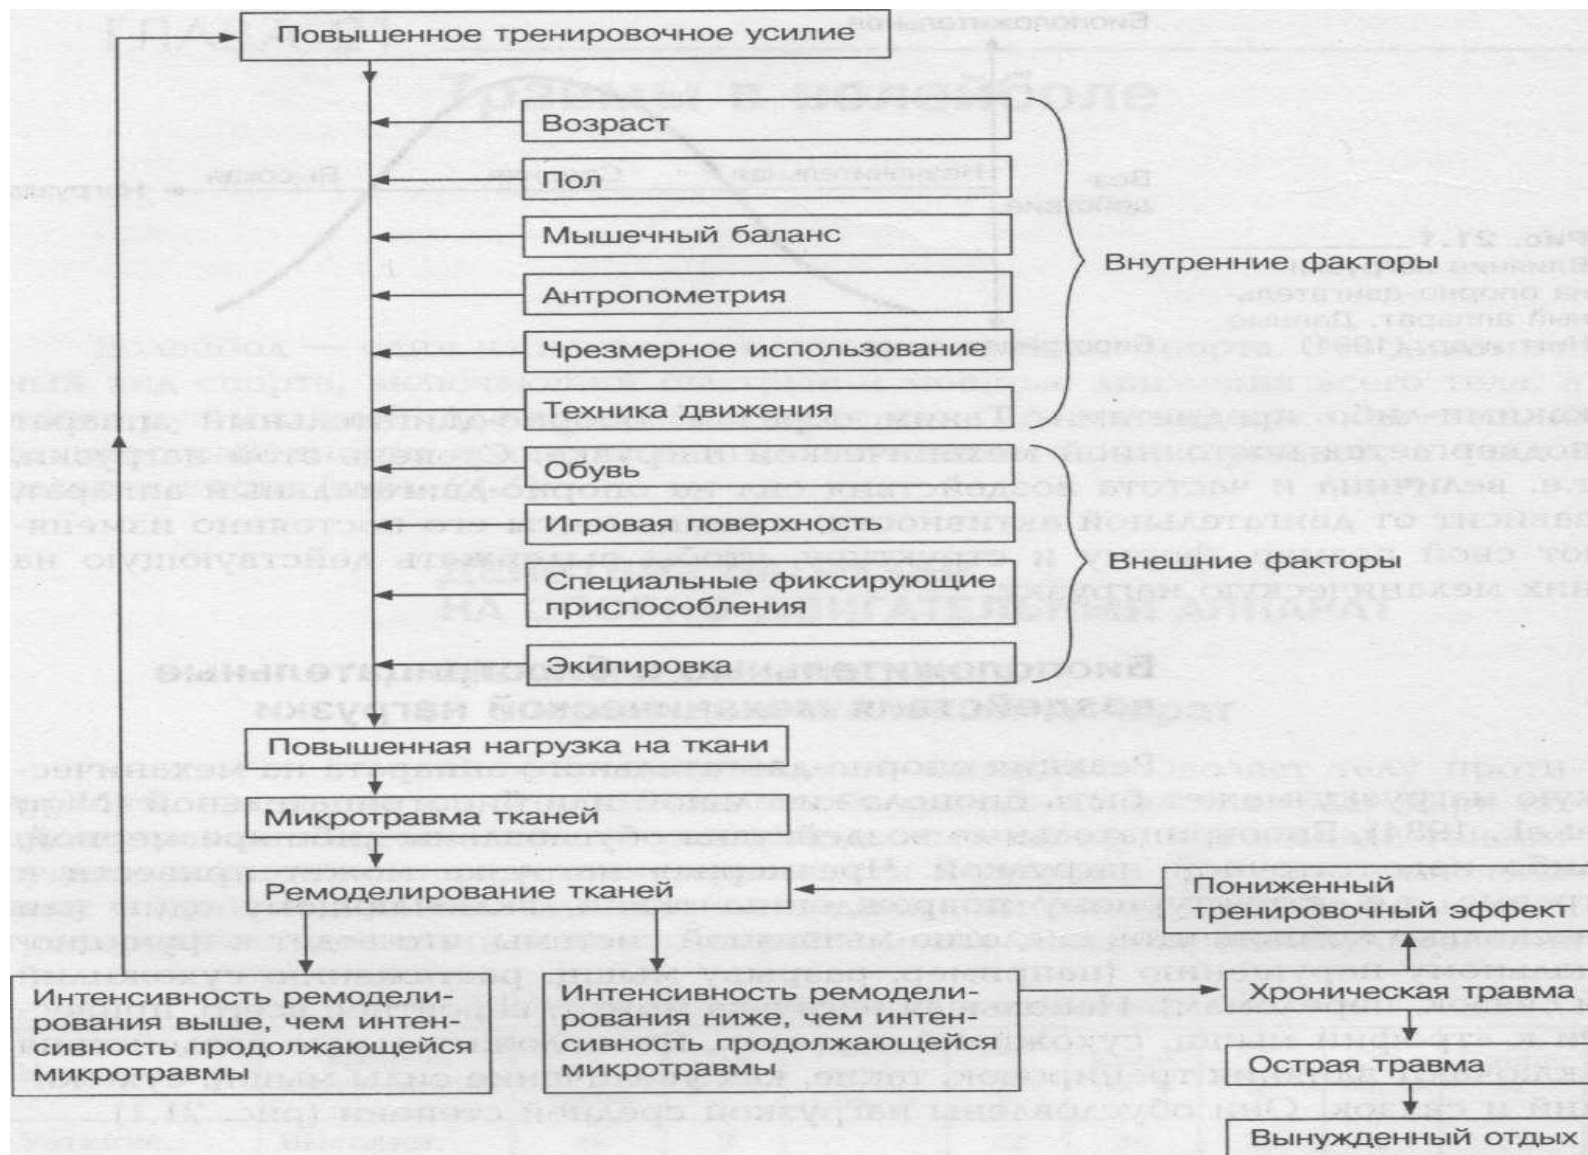 Повышенное тренировочное усилие
Возраст
Пол
Мышечный баланс
Антропометрия
Чрезмерное использование
Техника движения
Внутренние факторы
Обувь
Игровая поверхность
Специальные фиксирующие
приспособления
Экипировка
Внешние факторы
Повышенная нагрузка на ткани
Микротравма тканей
Ремоделирование тканей
Пониженный
тренировочный эффект
Интенсивность ремодели-
рования выше, чем интен-
сивность продолжающейся
микротравмы
Интенсивность ремодели
рования ниже, чем интен-
сивность продолжающейся
микротравмы
Хроническая травма
Острая травма
Вынужденный отдых